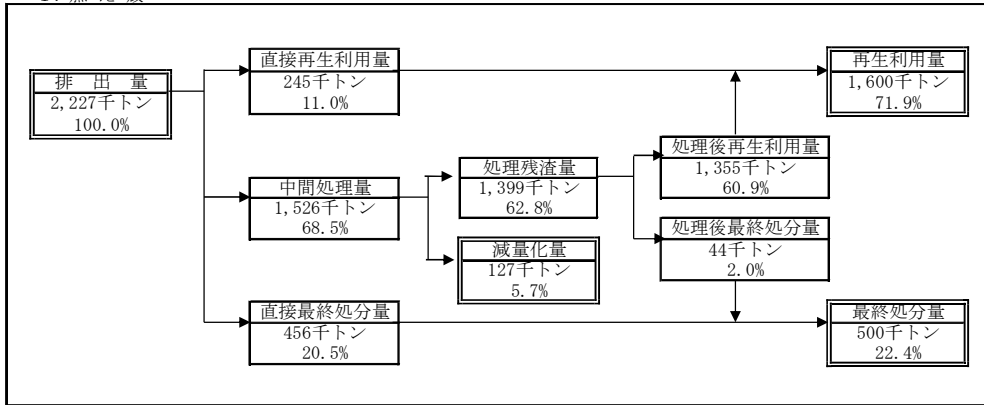 排 出 量
2,227千トン
100.0%
直接再生利用量
245千トン
11.0%
再生利用量
1,600千トン
71.9%
中間処理量
1,526千トン
68.5%
処理残渣量
1,399千トン
62.8%
処理後再生利用量
1,355千トン
60.9%
減量化量
127千トン
5.7%
処理後最終処分量
44千トン
2.0%
直接最終処分量
456千トン
20.5%
最終処分量
500千トン
22.4%